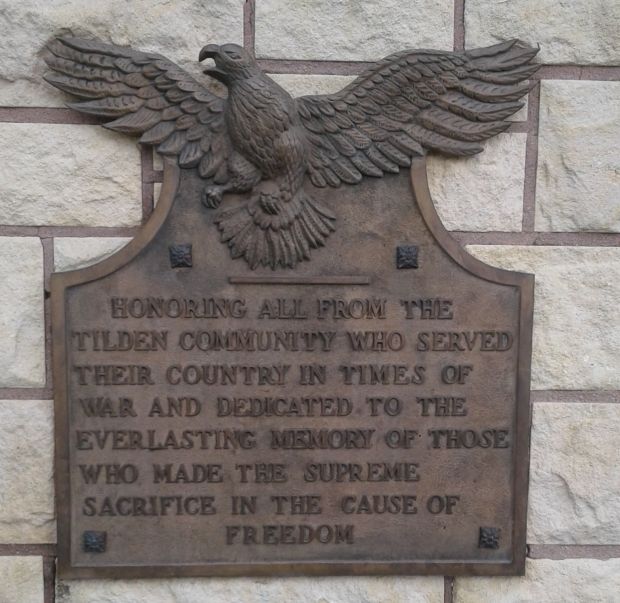 HONORING ALL FROM THE
TILDEN COMMUNITY WHO SERVED
THEIR COUNTRY IN TIMES OF
WAR AND DEDICATED TO THE
EVERLASTING MEMORY OF THOSE
WHO MADE THE SUPREME
SACRIFICE IN THE CAUSE OF
FREEDOM